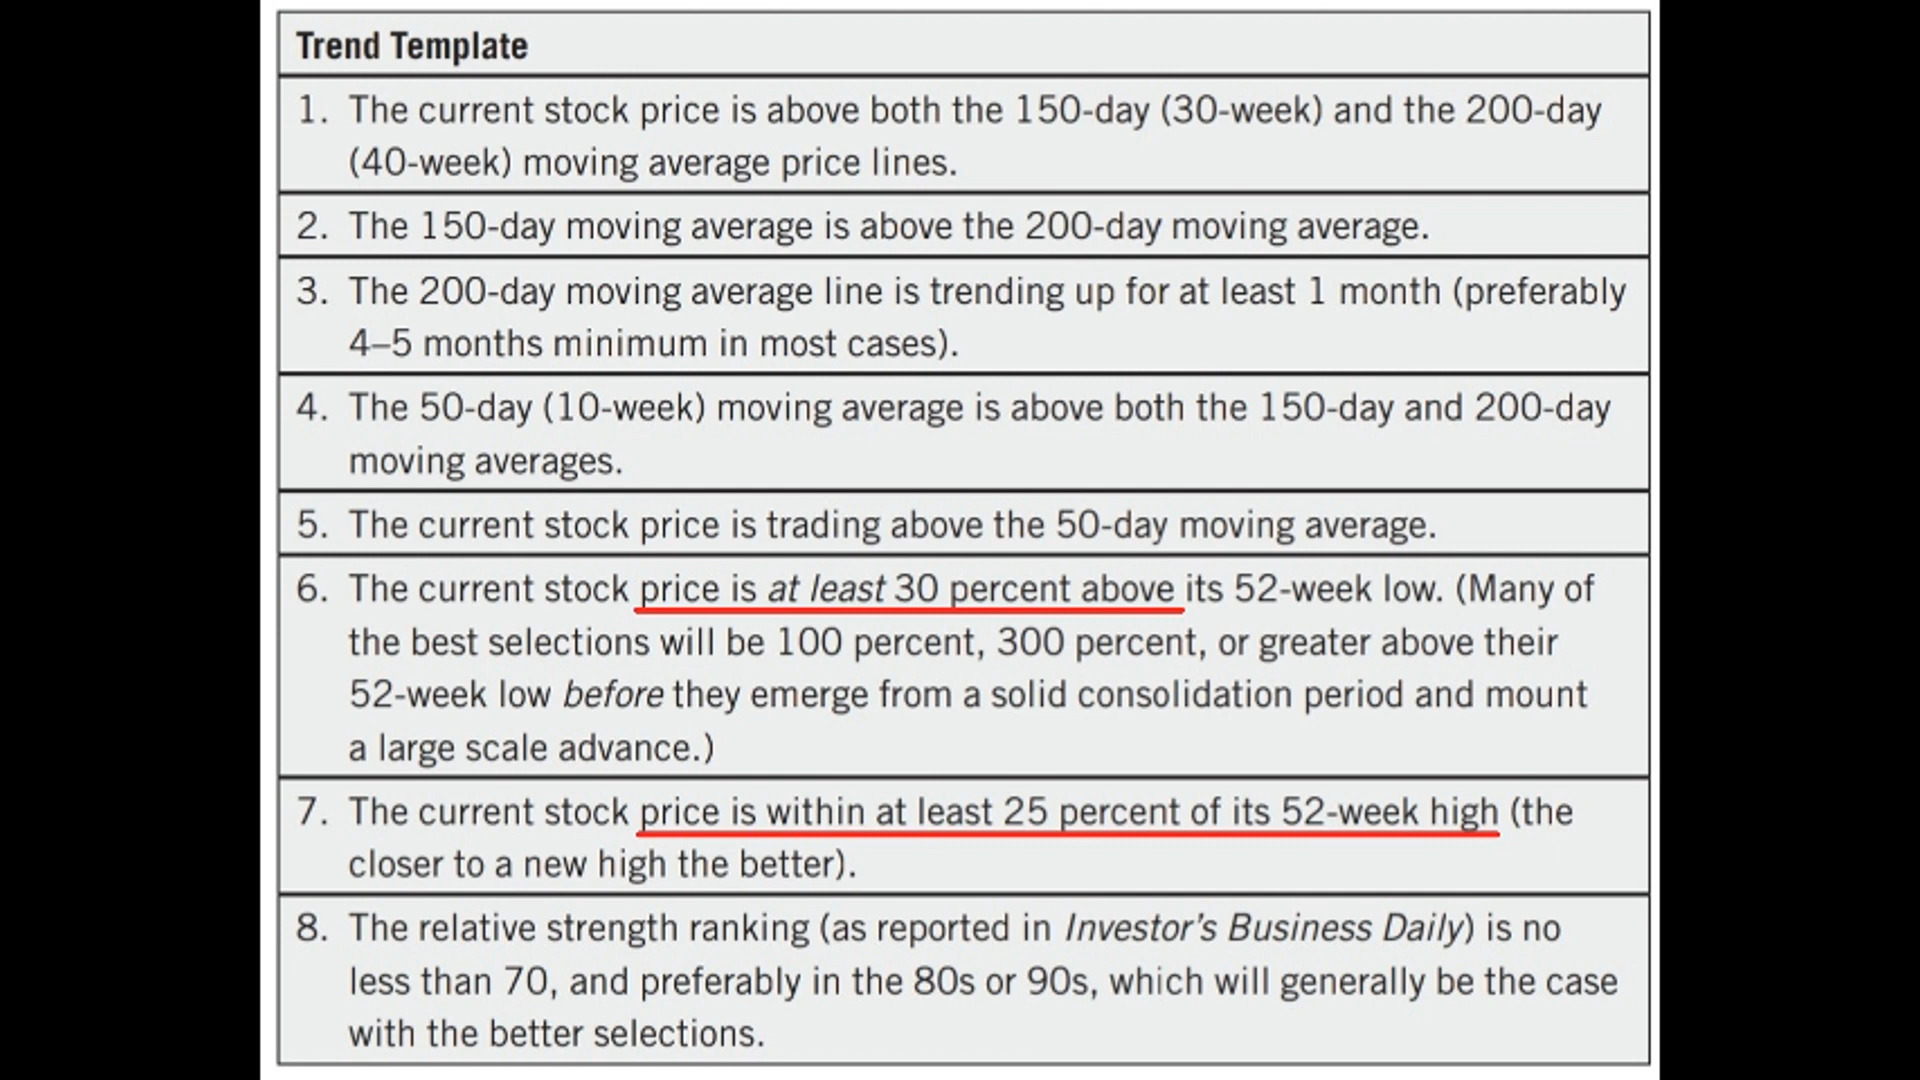 Trend Template
1. The current stock price is above both the 150-day (30-week) and the 200-day
(40-week) moving average price lines.
2. The 150-day moving average is above the 200-day moving average.
3. The 200-day moving average line is trending up for at least 1 month (preferably
4–5 months minimum in most cases).
4. The 50-day (10-week) moving average is above both the 150-day and 200-day
moving averages.
5. The current stock price is trading above the 50-day moving average.
6. The current stock price is at least 30 percent above its 52-week low. (Many of
the best selections will be 100 percent, 300 percent, or greater above their
52-week low before they emerge from a solid consolidation period and mount
a large scale advance.)
7. The current stock price is within at least 25 percent of its 52-week high (the
closer to a new high the better).
8. The relative strength ranking (as reported in Investor's Business Daily) is no
less than 70, and preferably in the 80s or 90s, which will generally be the case
with the better selections.